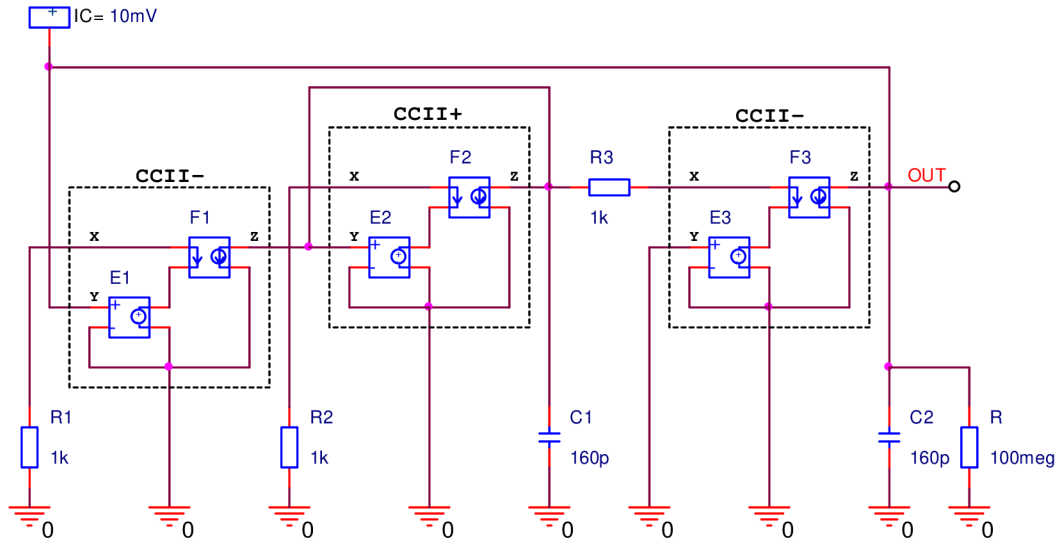 IC= 10mV
CCII-
X
F1
Z
E1
Y
R1
1k
0
0
CCII+
X
F2
Z
E2
Y
R2
1k
0
0
C1
160p
0
R3
1k
CCII-
X
F3
Z
E3
Y
0
0
OUT
C2
160p
0
R
100meg
0